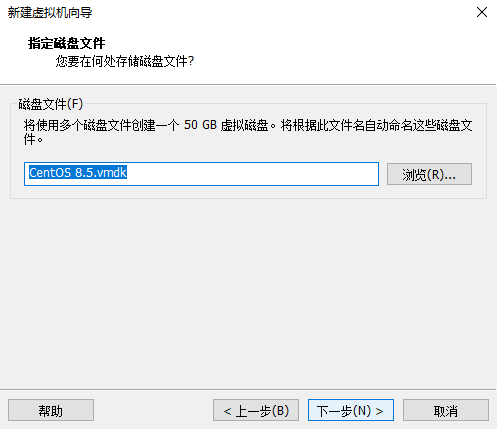 新建虚拟机向导
指定磁盘文件
您要在何处存储磁盘文件?
磁盘文件(F)
将使用多个磁盘文件创建一个 50 GB 虚拟磁盘。将根据此文件名自动命名这些磁盘文
件。
CentOS 8.5.vmdk
浏览(R)...
帮助
< 上一步(B)
下一步(N) >
取消